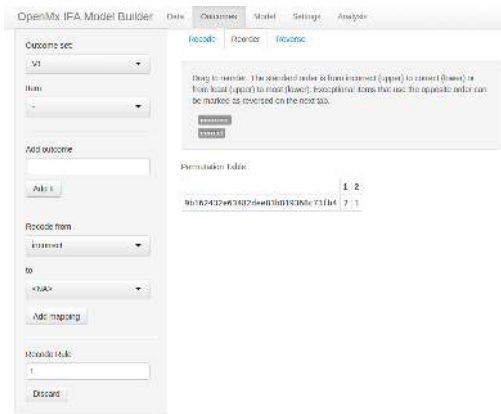 OpenMx IFA Model Builder Data Outcomes Model Settings Analysis
Outcome set
V1
Item
-
Add outcome
Add it
Recode from
incorrect
to
<NA>
Add mapping
Recode Rule
1
Discard
Recode Reorder Reverse
Drag to reorder. The standard order is from incorrect (upper) to correct (lower) or
from least (upper) to most (lower). Exceptional items that use the opposite order can
be marked as reversed on the next tab.
incorrect
correct
Permutation Table
1 2
2 1